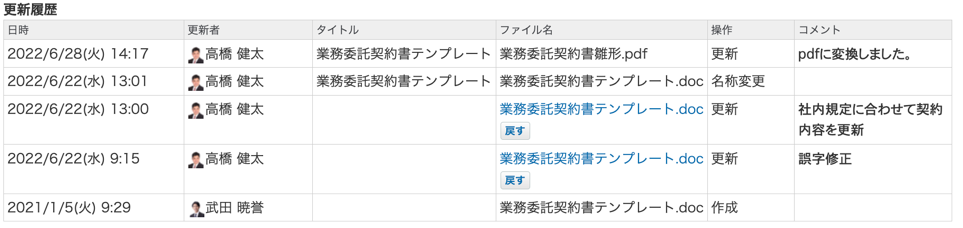 更新履歴
日時 更新者 タイトル ファイル名 操作 コメント
2022/6/28(火) 14:17 高橋 健太 業務委託契約書テンプレート 業務委託契約書雛形.pdf 更新 pdfに変換しました。
2022/6/22(水) 13:01 高橋 健太 業務委託契約書テンプレート 業務委託契約書テンプレート.doc 名称変更
2022/6/22(水) 13:00 高橋 健太 業務委託契約書テンプレート.doc 更新 社内規定に合わせて契約
戻す 内容を更新
2022/6/22(水) 9:15 高橋 健太 業務委託契約書テンプレート.doc 更新 誤字修正
戻す
2021/1/5(火) 9:29 武田 暁誉 業務委託契約書テンプレート.doc 作成